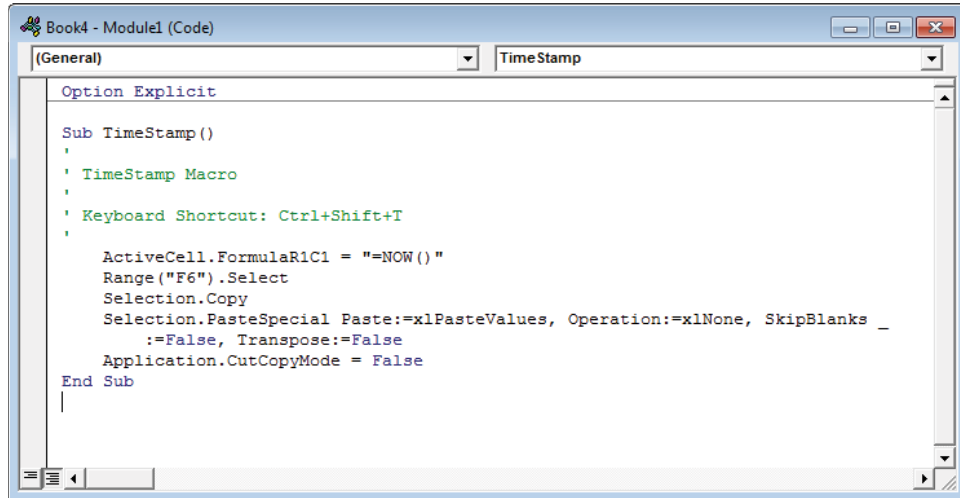 Book4 - Module1 (Code)
(General) TimeStamp
Option Explicit
Sub TimeStamp()
'
' TimeStamp Macro
'
' Keyboard Shortcut: Ctrl+Shift+T
'
ActiveCell.FormulaR1C1 = "=NOW()"
Range("F6").Select
Selection.Copy
Selection.PasteSpecial Paste:=xlPasteValues, Operation:=xlNone, SkipBlanks _
:=False, Transpose:=False
Application.CutCopyMode = False
End Sub